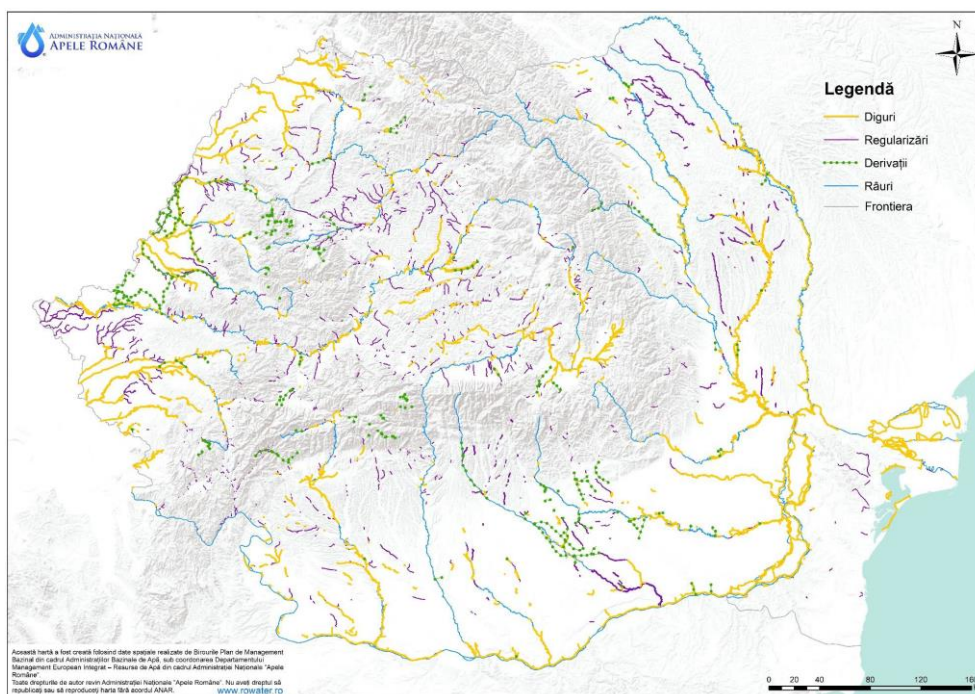 ADMINISTRAȚIA NAȚIONALĂ
APELE ROMÂNE
N
Legendă
Diguri
Regularizări
Derivații
Râuri
Frontiera
Această hartă a fost creată folosind date spațiale realizate de Birourile Plan de Management
Bazinal din cadrul Administrațiilor Bazinale de Apă, sub coordonarea Departamentului
Management European Integrat – Resurse de Apă din cadrul Administrației Naționale "Apele
Române".
Toate drepturile de autor revin Administrației Naționale "Apele Române". Nu aveți dreptul să
republicați sau să reproduceți harta fără acordul ANAR.
www.rowater.ro
0 20 40 80 120 160